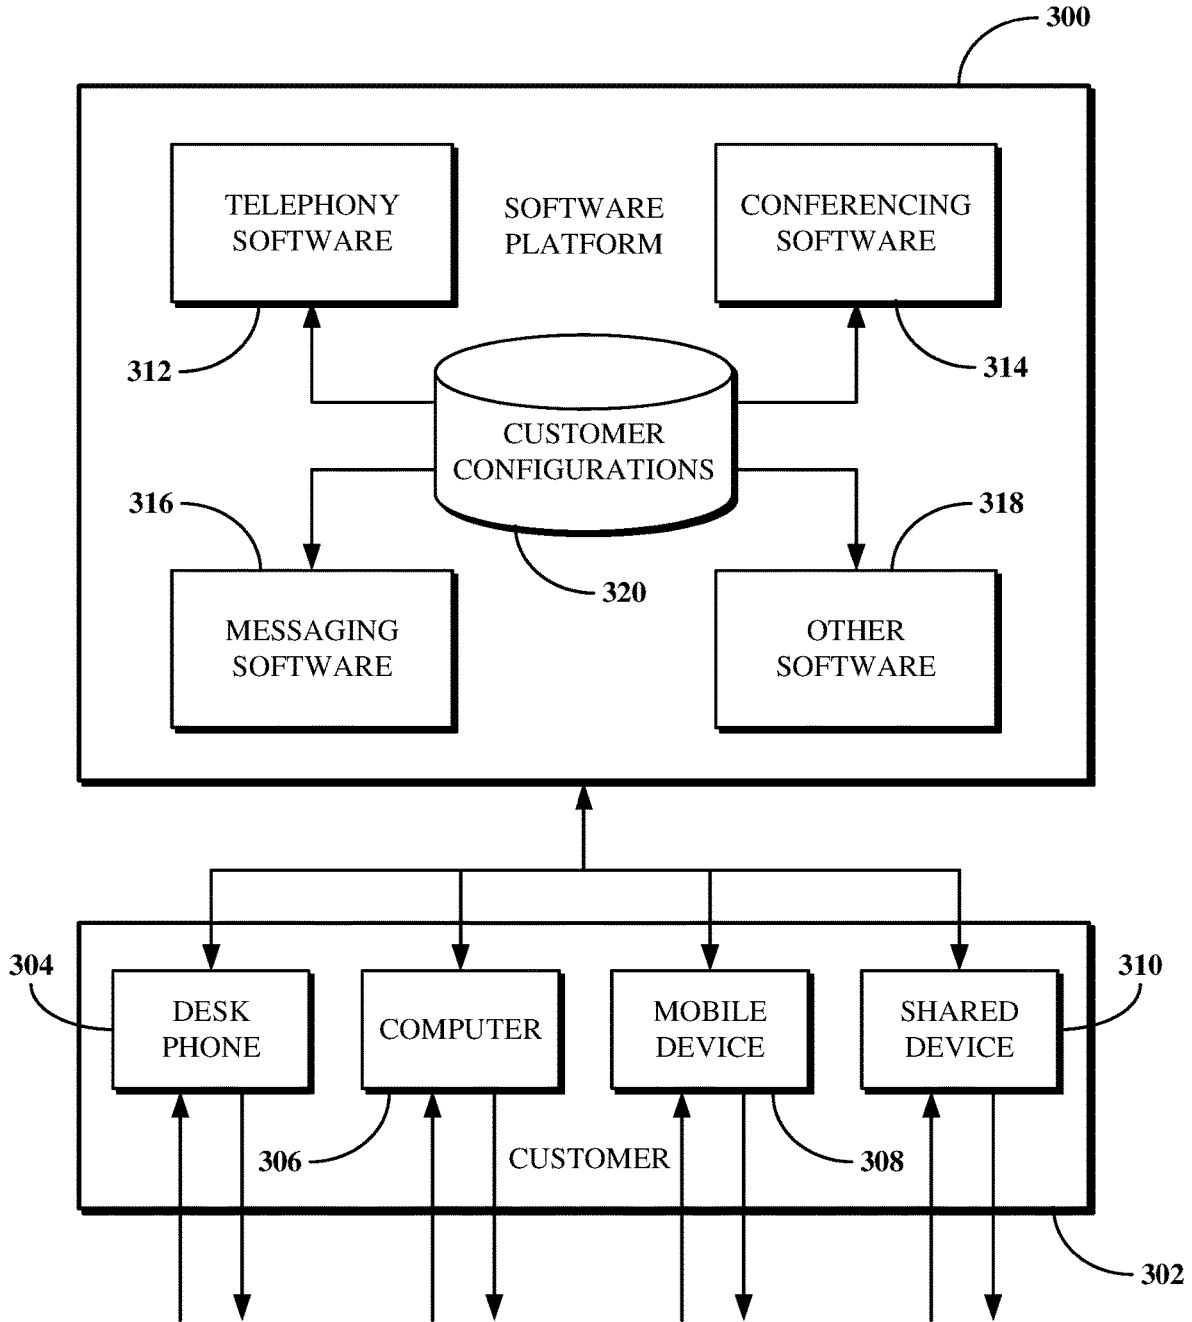 300
TELEPHONY
SOFTWARE
SOFTWARE
PLATFORM
CONFERENCING
SOFTWARE
312
314
CUSTOMER
CONFIGURATIONS
316
318
320
MESSAGING
SOFTWARE
OTHER
SOFTWARE
304
310
DESK
PHONE
COMPUTER
MOBILE
DEVICE
SHARED
DEVICE
306
CUSTOMER
308
302